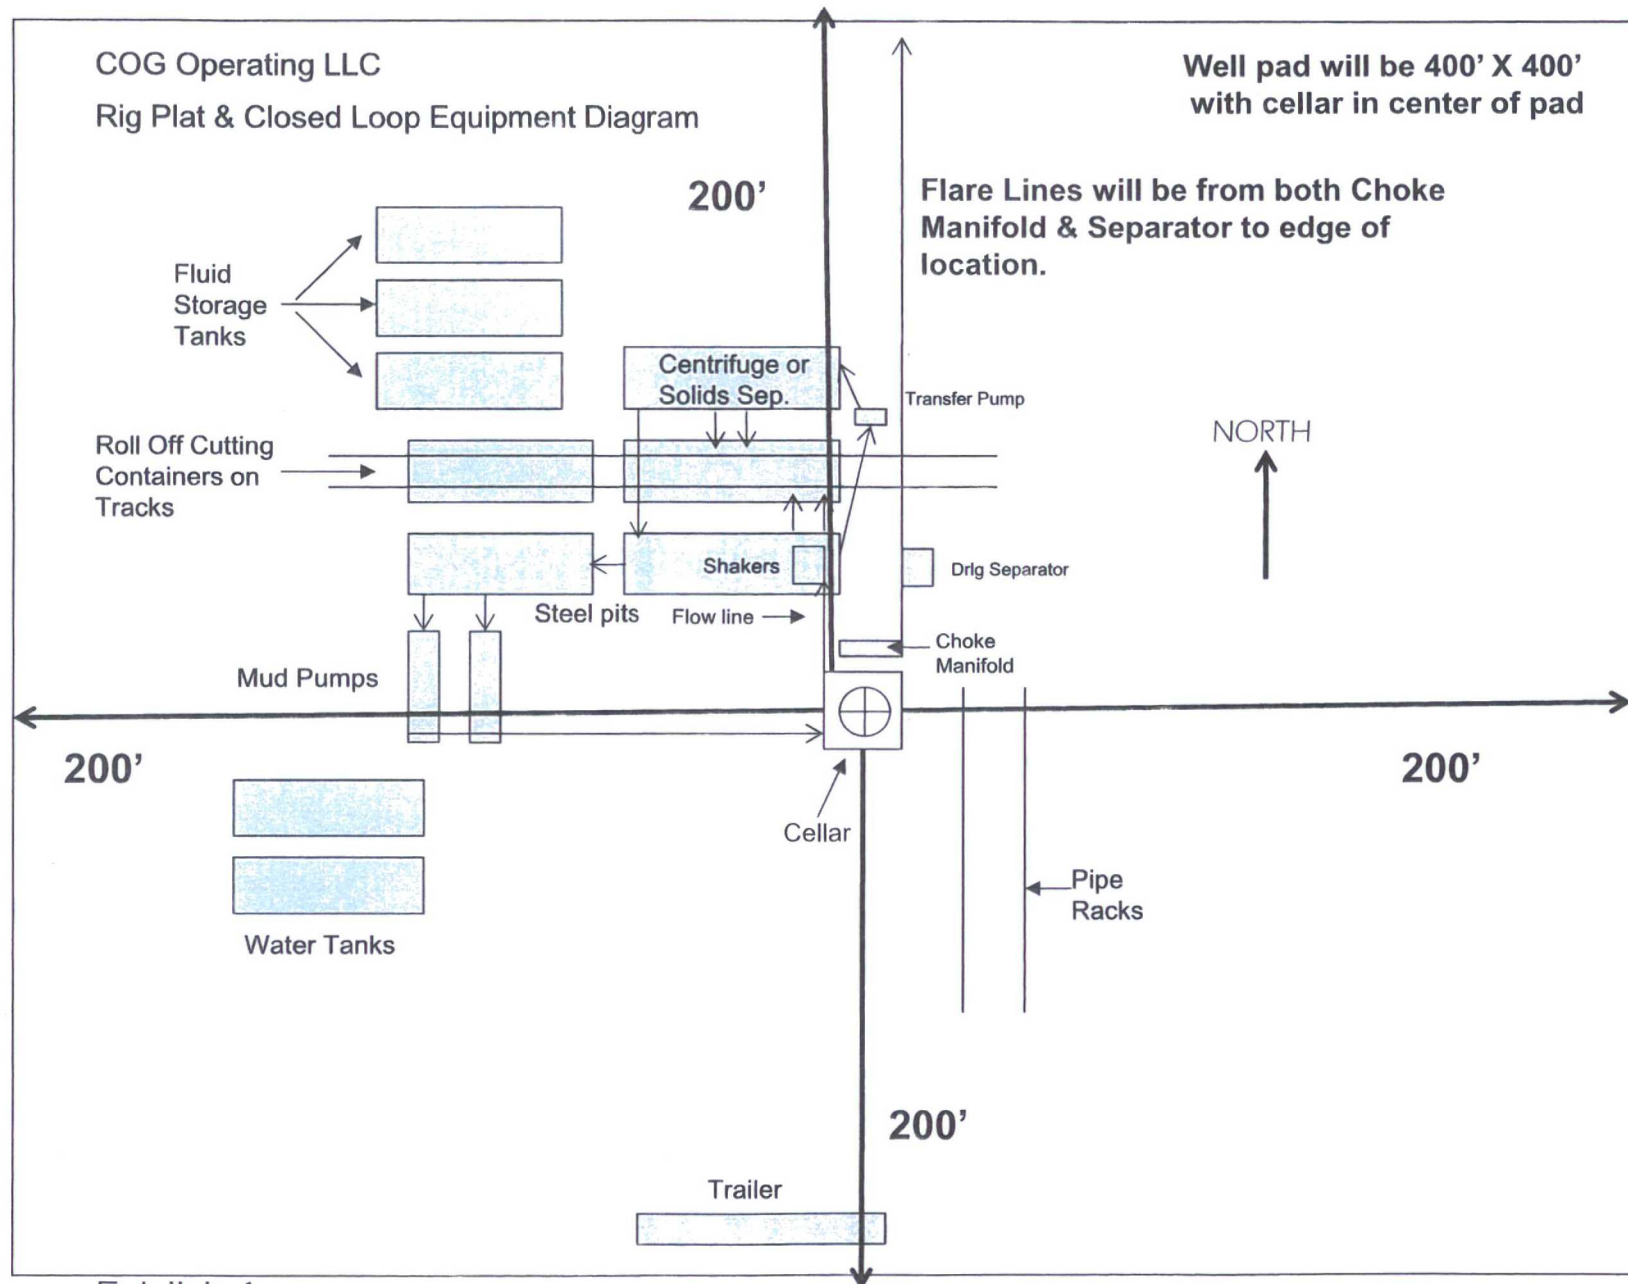 COG Operating LLC
Rig Plat & Closed Loop Equipment Diagram
Well pad will be 400' X 400'
with cellar in center of pad
200'
Flare Lines will be from both Choke
Manifold & Separator to edge of
location.
Fluid
Storage
Tanks
Centrifuge or
Solids Sep.
Transfer Pump
Roll Off Cutting
Containers on
Tracks
NORTH
Shakers
Drlg Separator
Steel pits
Flow line
Choke
Manifold
Mud Pumps
200'
200'
Cellar
Pipe
Racks
Water Tanks
200'
Trailer